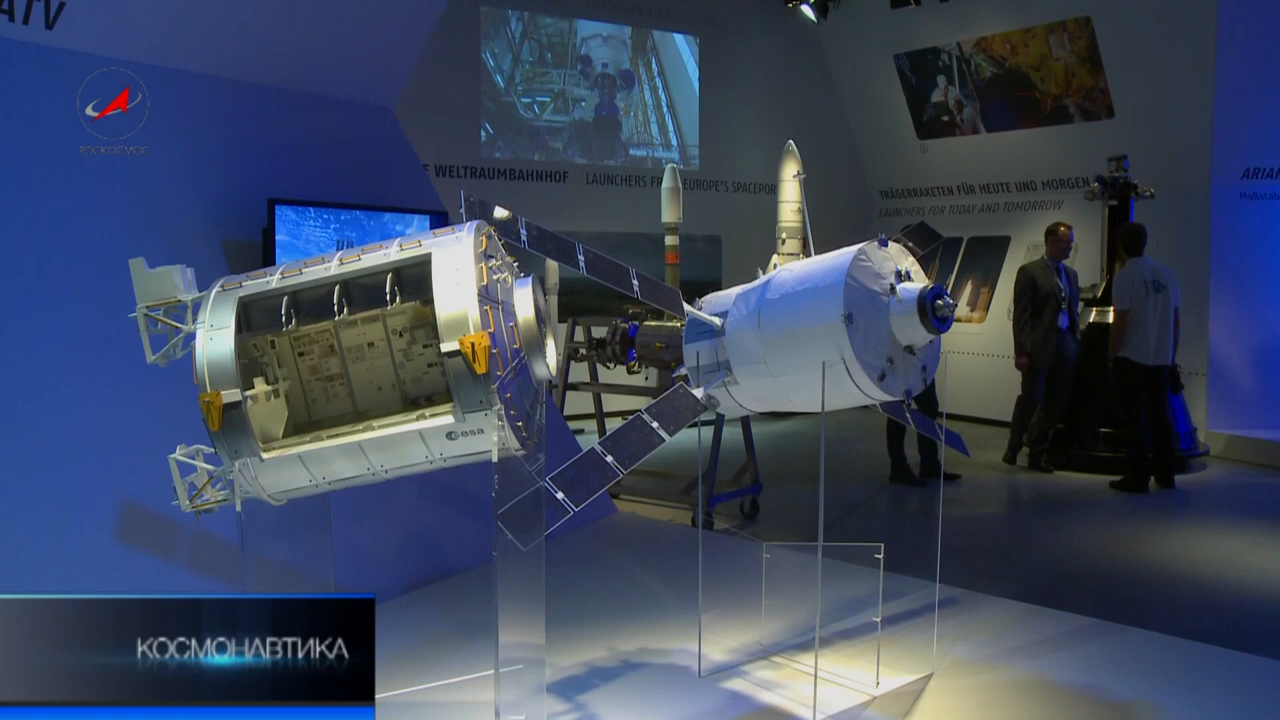 ATV
РОСКОСМОС
E WELTRAUMBAHNHOF
LAUNCHERS FR EUROPE'S SPACEPOR
TRÄGERRAKETEN FÜR HEUTE UND MORGEN
LAUNCHERS FOR TODAY AND TOMORROW
ARIAN
Maßstab
esa
КОСМОНАВТИКА